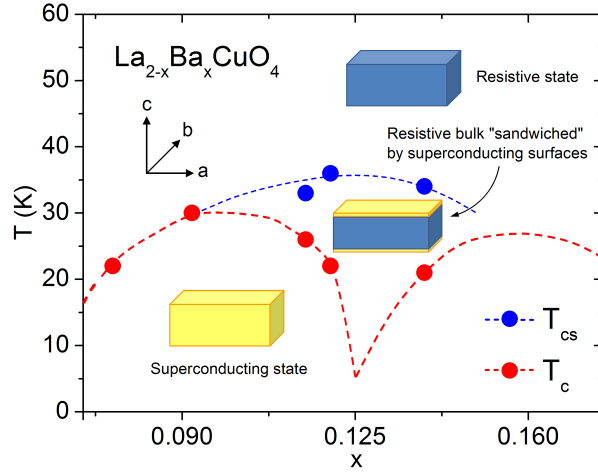 60
50
40
30
20
10
0
T (K)
La2-xBaxCuO4
c
b
a
Resistive state
Resistive bulk "sandwiched"
by superconducting surfaces
Superconducting state
Tcs
Tc
0.090
0.125
0.160
x